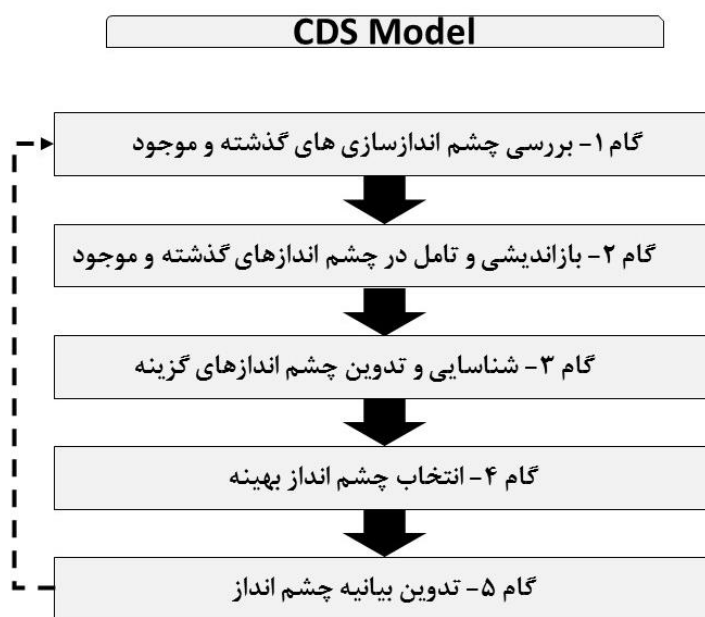 CDS Model
گام ۱- بررسی چشم اندازسازی های گذشته و موجود
گام ۲- بازاندیشی و تامل در چشم اندازهای گذشته و موجود
گام ۳- شناسایی و تدوین چشم اندازهای گزینه
گام ۴- انتخاب چشم انداز بهینه
گام ۵- تدوین بیانیه چشم انداز